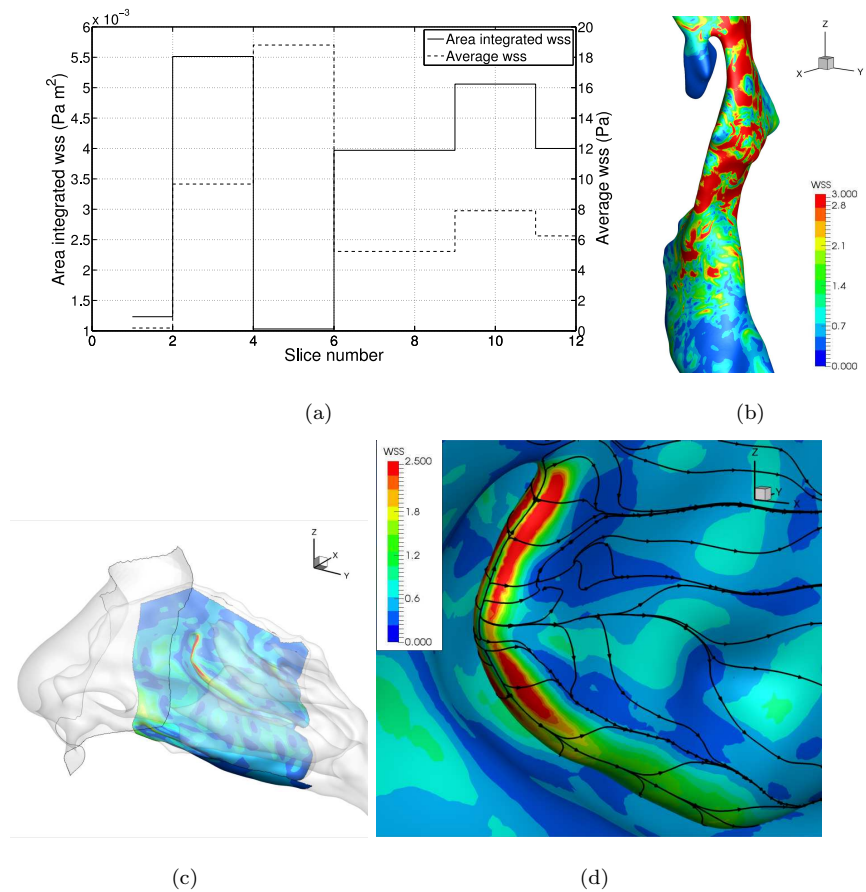 x 10^-3
Area integrated wss
Average wss
6
5.5
5
4.5
4
3.5
3
2.5
2
1.5
1
Area integrated wss (Pa m²)
20
18
16
14
12
10
8
6
4
2
0
Average wss (Pa)
0 2 4 6 8 10 12
Slice number
(a)
Z
X Y
WSS
3.000
2.8
2.1
1.4
0.7
0.000
(b)
Z
X
Y
(c)
WSS
2.500
1.8
1.2
0.6
0.000
Z
Y
X
(d)